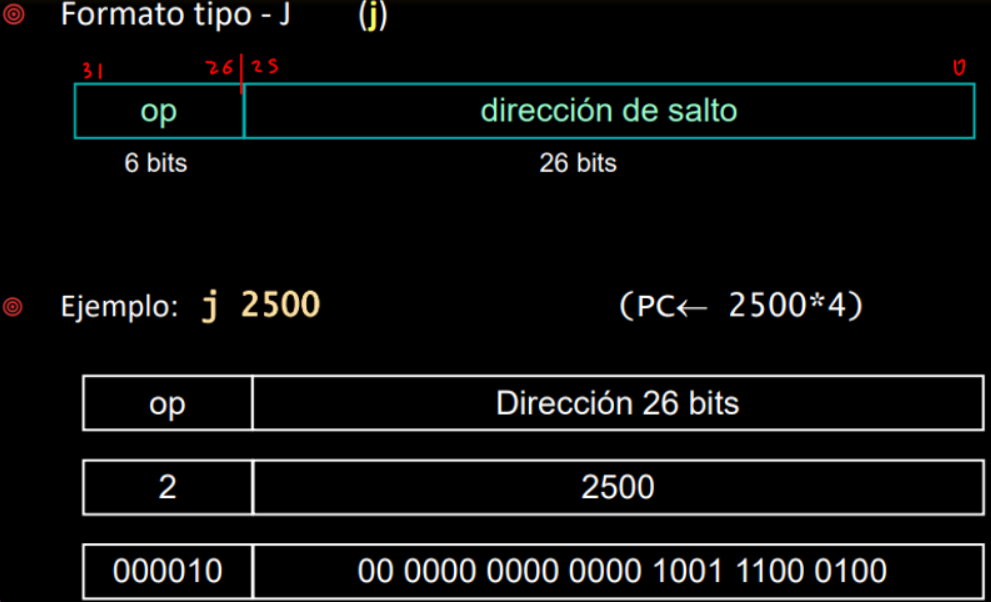 Formato tipo - J (j)
31 26 25 0
op dirección de salto
6 bits 26 bits
Ejemplo: j 2500 (PC← 2500*4)
op Dirección 26 bits
2 2500
000010 00 0000 0000 0000 1001 1100 0100